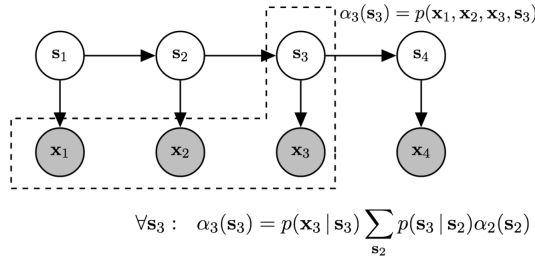 α₃(s₃) = p(x₁, x₂, x₃, s₃)
s₁ s₂ s₃ s₄
x₁ x₂ x₃ x₄
∀s₃ : α₃(s₃) = p(x₃ | s₃) ∑_{s₂} p(s₃ | s₂)α₂(s₂)